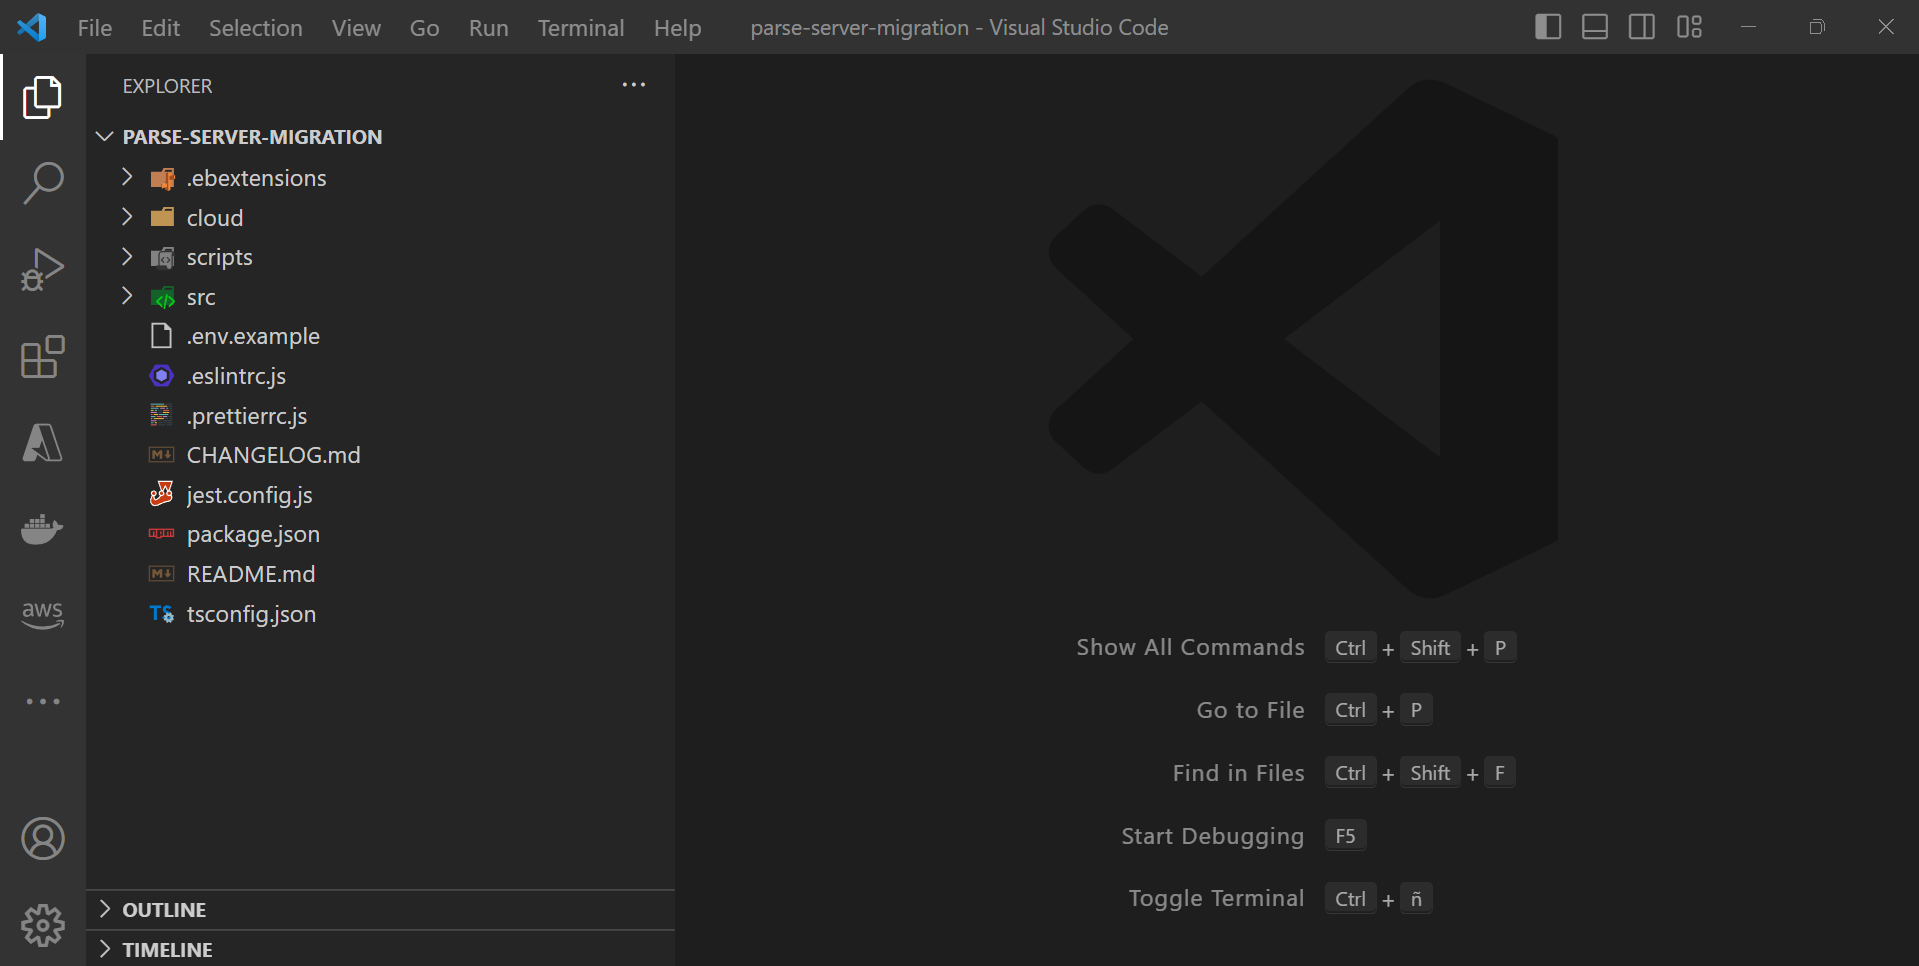 File Edit Selection View Go Run Terminal Help parse-server-migration - Visual Studio Code
EXPLORER
PARSE-SERVER-MIGRATION
.ebextensions
cloud
scripts
src
.env.example
.eslintrc.js
.prettierrc.js
CHANGELOG.md
jest.config.js
package.json
README.md
TS tsconfig.json
aws
OUTLINE
TIMELINE
Show All Commands Ctrl + Shift + P
Go to File Ctrl + P
Find in Files Ctrl + Shift + F
Start Debugging F5
Toggle Terminal Ctrl + ñ